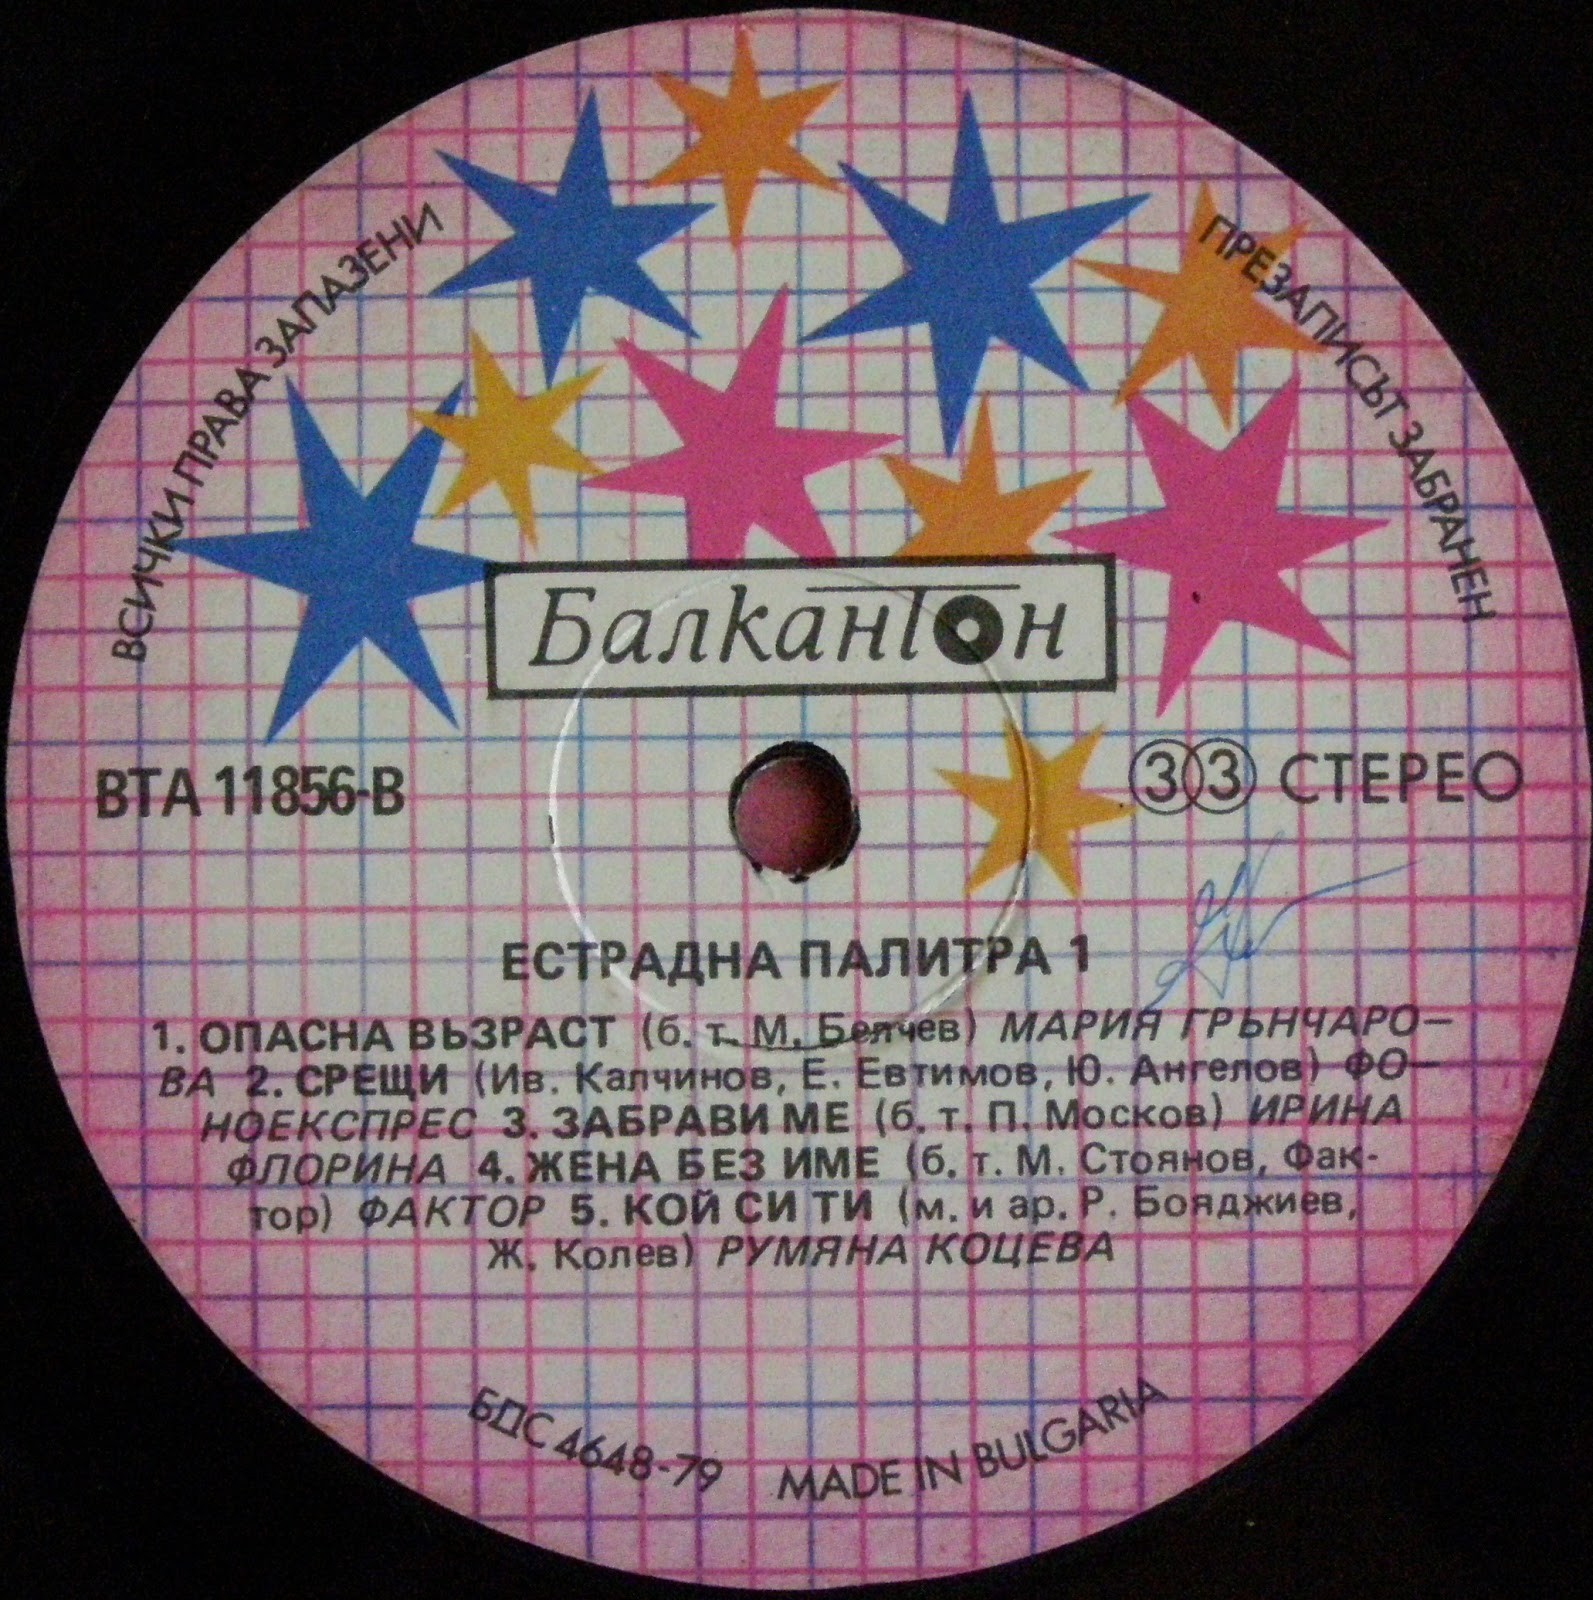 ВСИЧКИ ПРАВА ЗАПАЗЕНИ
ПРЕЗАПИСЪТ ЗАБРАНЕН
Балкантон
ВТА 11856-В
33 СТЕРЕО
ЕСТРАДНА ПАЛИТРА 1
1. ОПАСНА ВЪЗРАСТ (б. т. М. Белчев) МАРИЯ ГРЪНЧАРО–
ВА 2. СРЕЩИ (Ив. Калчинов, Е. Евтимов, Ю. Ангелов) ФО–
НОЕКСПРЕС 3. ЗАБРАВИ МЕ (б. т. П. Москов) ИРИНА
ФЛОРИНА 4. ЖЕНА БЕЗ ИМЕ (б. т. М. Стоянов, Фак-
тор) ФАКТОР 5. КОЙ СИ ТИ (м. и ар. Р. Бояджиев,
Ж. Колев) РУМЯНА КОЦЕВА
БДС 4648-79 MADE IN BULGARIA